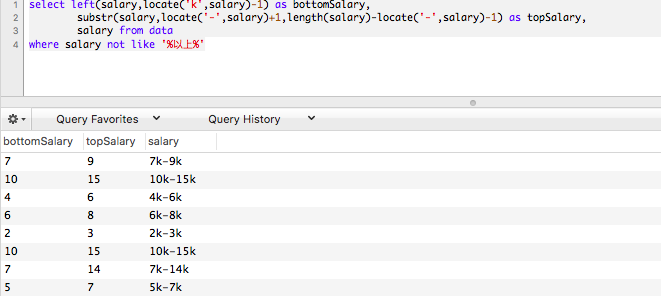 1 select left(salary,locate('k',salary)-1) as bottomSalary,
2 substr(salary,locate('-',salary)+1,length(salary)-locate('-',salary)-1) as topSalary,
3 salary from data
4 where salary not like '%以上%'
Query Favorites Query History
bottomSalary topSalary salary
7 9 7k-9k
10 15 10k-15k
4 6 4k-6k
6 8 6k-8k
2 3 2k-3k
10 15 10k-15k
7 14 7k-14k
5 7 5k-7k